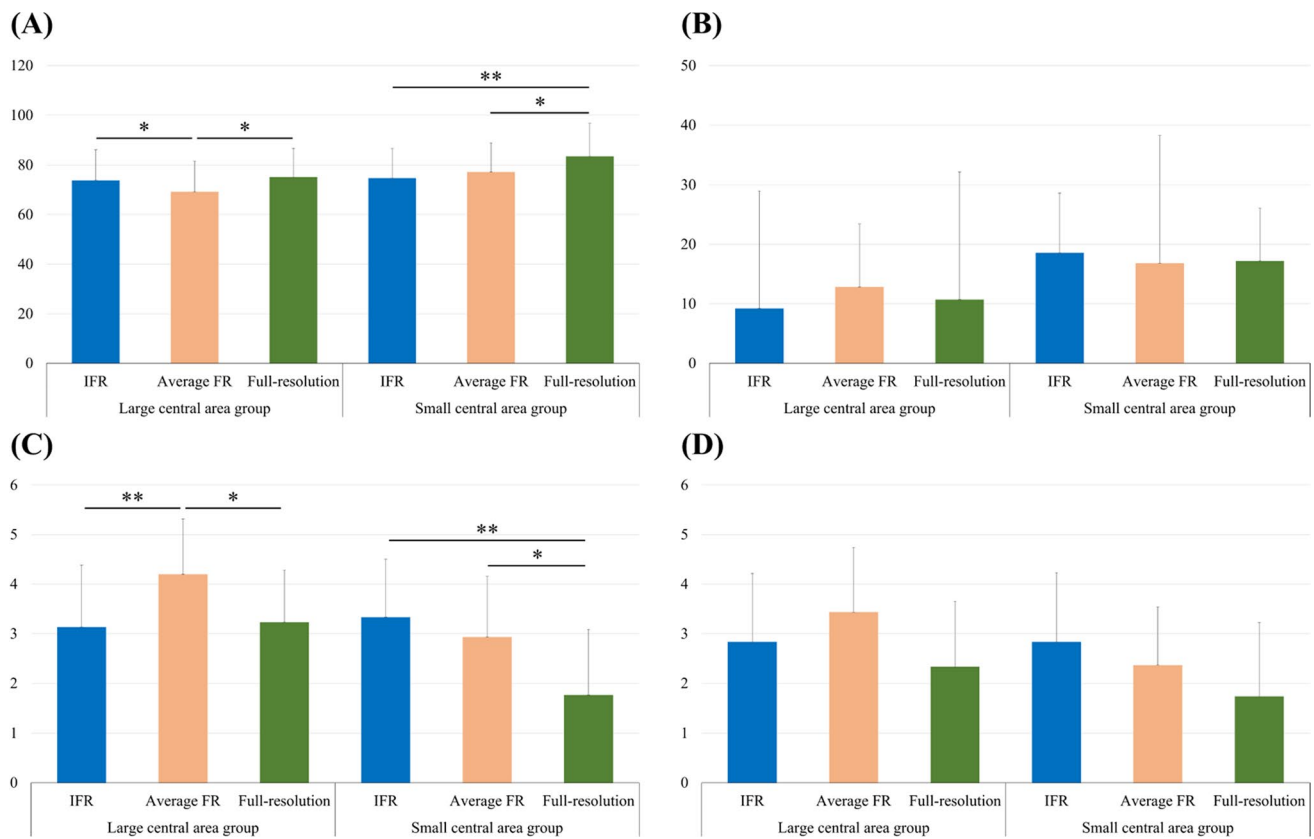 (A)
120
100
80
60
40
20
0
*
*
**
*
IFR Average FR Full-resolution IFR Average FR Full-resolution
Large central area group Small central area group
(B)
50
40
30
20
10
0
IFR Average FR Full-resolution IFR Average FR Full-resolution
Large central area group Small central area group
(C)
6
5
4
3
2
1
0
**
*
**
*
IFR Average FR Full-resolution IFR Average FR Full-resolution
Large central area group Small central area group
(D)
6
5
4
3
2
1
0
IFR Average FR Full-resolution IFR Average FR Full-resolution
Large central area group Small central area group